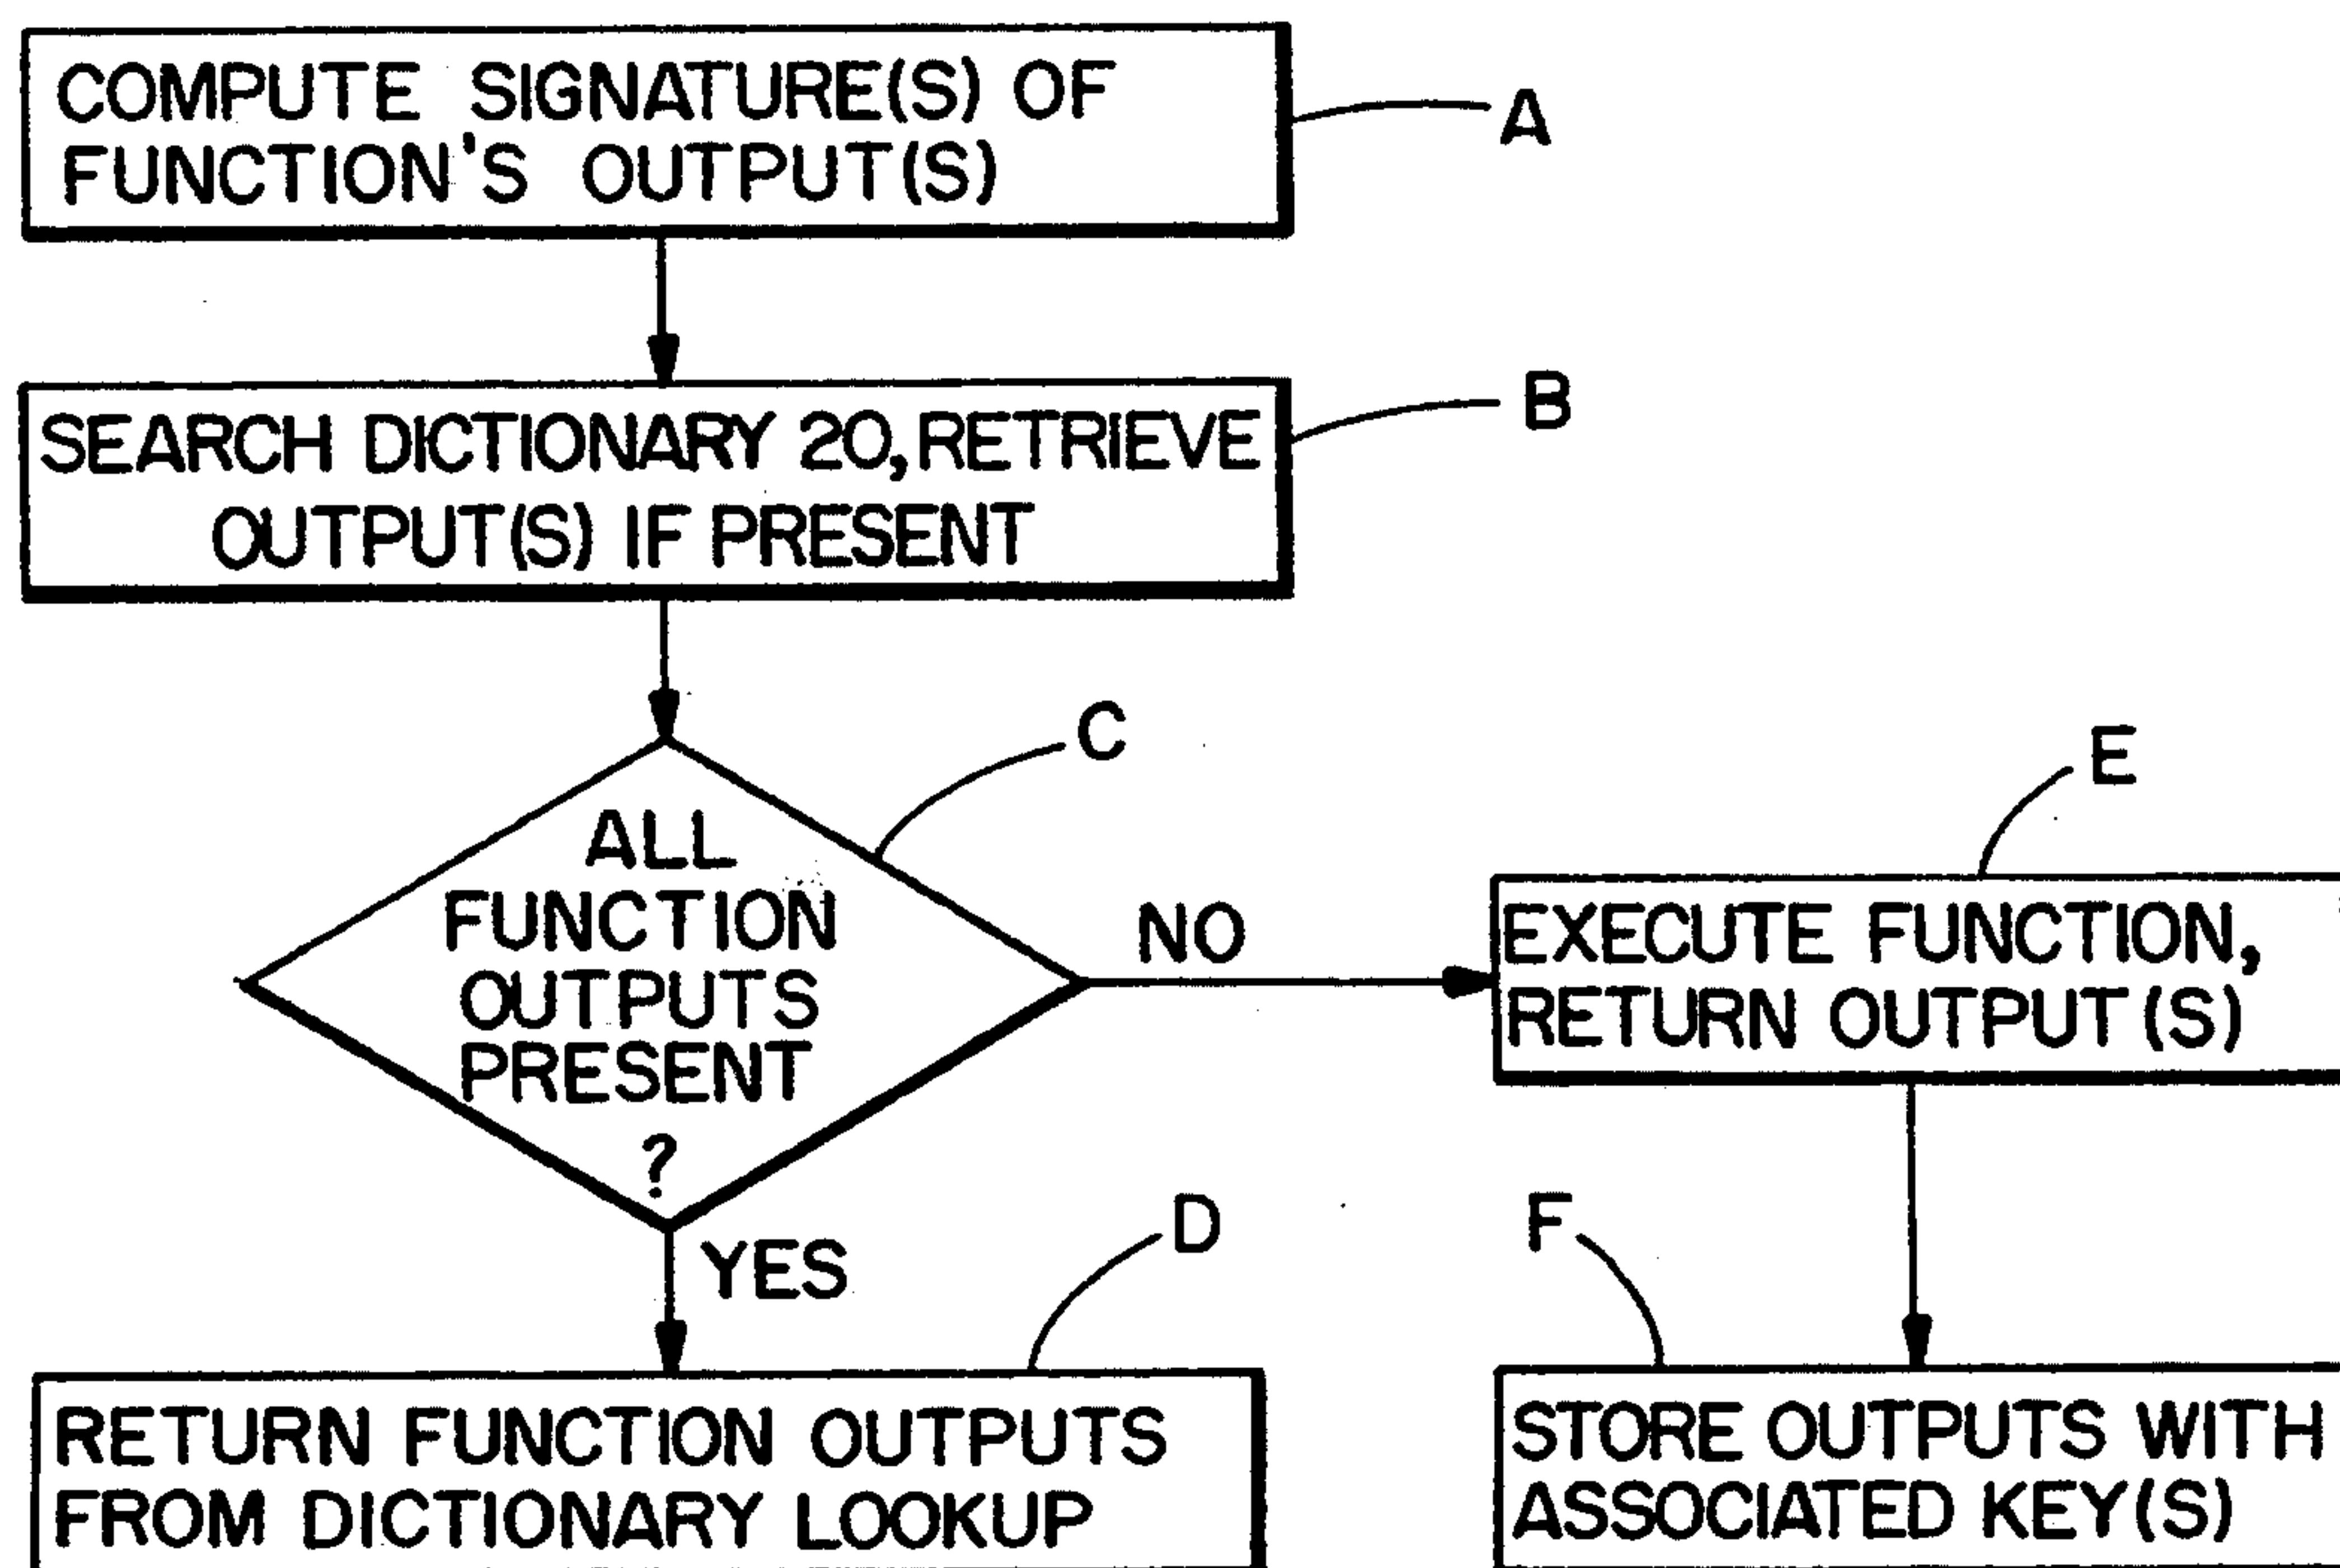 COMPUTE SIGNATURE(S) OF
FUNCTION'S OUTPUT(S)
A
SEARCH DICTIONARY 20, RETRIEVE
OUTPUT(S) IF PRESENT
B
ALL
FUNCTION
OUTPUTS
PRESENT
?
C
NO
YES
EXECUTE FUNCTION,
RETURN OUTPUT(S)
E
RETURN FUNCTION OUTPUTS
FROM DICTIONARY LOOKUP
D
STORE OUTPUTS WITH
ASSOCIATED KEY(S)
F